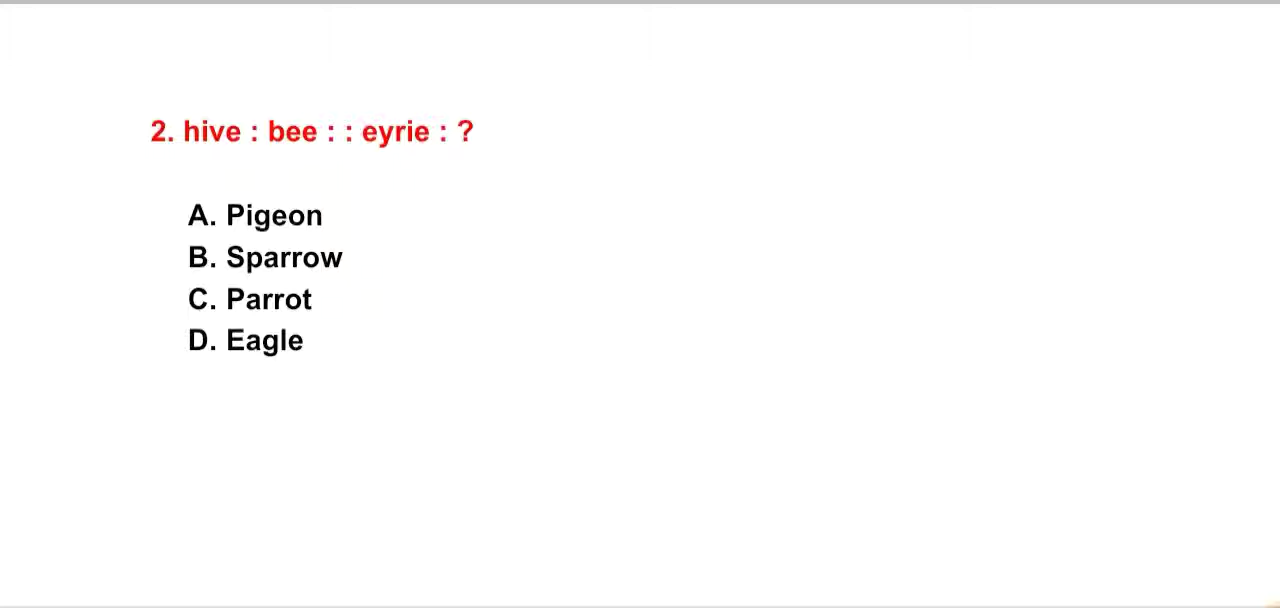 2. hive : bee : : eyrie : ?
A. Pigeon
B. Sparrow
C. Parrot
D. Eagle